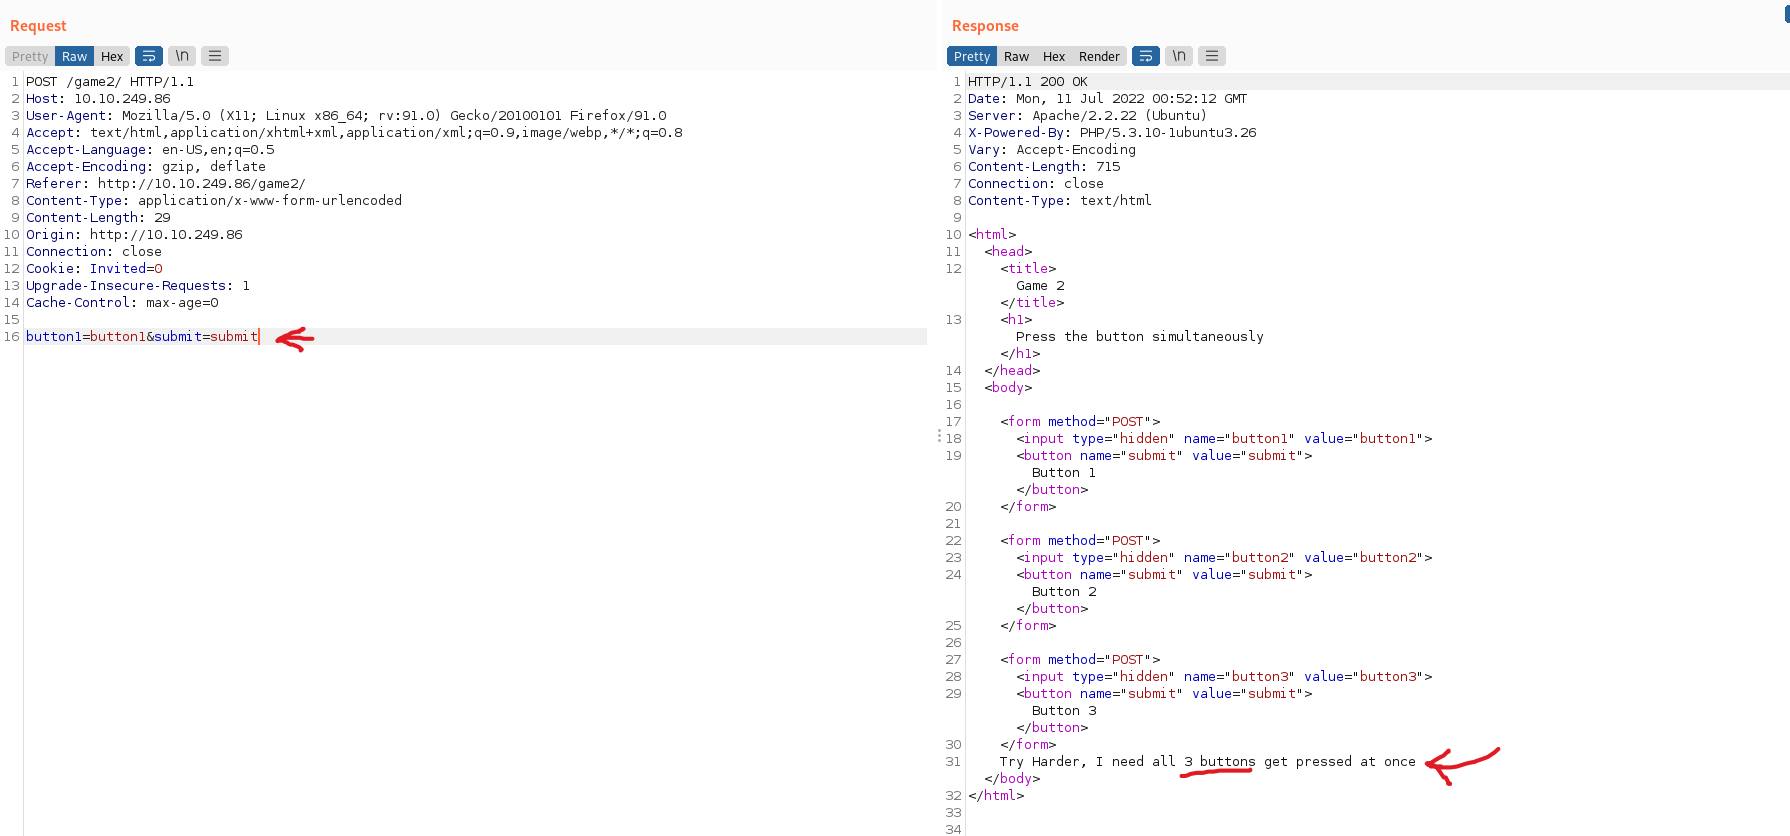 Request
Pretty Raw Hex \n
1 POST /game2/ HTTP/1.1
2 Host: 10.10.249.86
3 User-Agent: Mozilla/5.0 (X11; Linux x86_64; rv:91.0) Gecko/20100101 Firefox/91.0
4 Accept: text/html,application/xhtml+xml,application/xml;q=0.9,image/webp,*/*;q=0.8
5 Accept-Language: en-US,en;q=0.5
6 Accept-Encoding: gzip, deflate
7 Referer: http://10.10.249.86/game2/
8 Content-Type: application/x-www-form-urlencoded
9 Content-Length: 29
10 Origin: http://10.10.249.86
11 Connection: close
12 Cookie: Invited=0
13 Upgrade-Insecure-Requests: 1
14 Cache-Control: max-age=0
15
16 button1=button1&submit=submit
Response
Pretty Raw Hex Render \n
1 HTTP/1.1 200 OK
2 Date: Mon, 11 Jul 2022 00:52:12 GMT
3 Server: Apache/2.2.22 (Ubuntu)
4 X-Powered-By: PHP/5.3.10-1ubuntu3.26
5 Vary: Accept-Encoding
6 Content-Length: 715
7 Connection: close
8 Content-Type: text/html
9
10 <html>
11 <head>
12 <title>
Game 2
</title>
13 <h1>
Press the button simultaneously
</h1>
14 </head>
15 <body>
16
17 <form method="POST">
18 <input type="hidden" name="button1" value="button1">
19 <button name="submit" value="submit">
Button 1
</button>
20 </form>
21
22 <form method="POST">
23 <input type="hidden" name="button2" value="button2">
24 <button name="submit" value="submit">
Button 2
</button>
25 </form>
26
27 <form method="POST">
28 <input type="hidden" name="button3" value="button3">
29 <button name="submit" value="submit">
Button 3
</button>
30 </form>
31 Try Harder, I need all 3 buttons get pressed at once
</body>
32 </html>
33
34